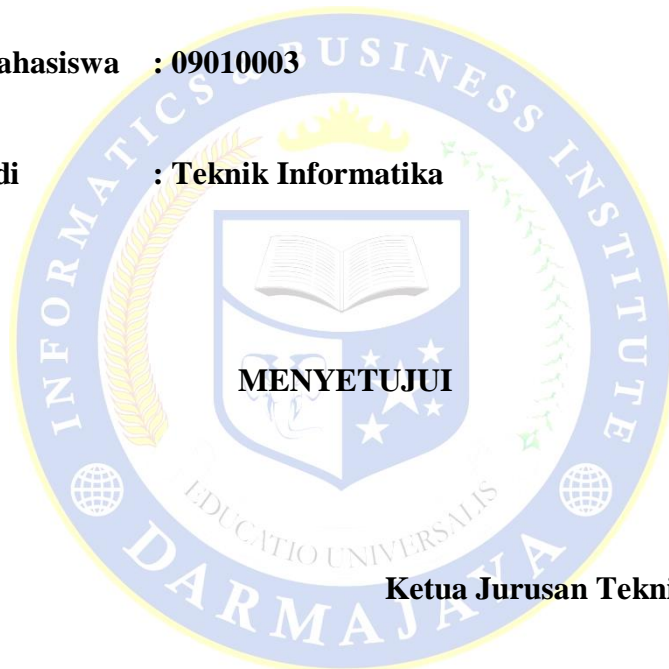 ahasiswa : 09010003
di : Teknik Informatika
MENYETUJUI
Ketua Jurusan Tekni
INFORMATICS & BUSINESS INSTITUTE
EDUCATIO UNIVERSALIS
DARMAJAYA